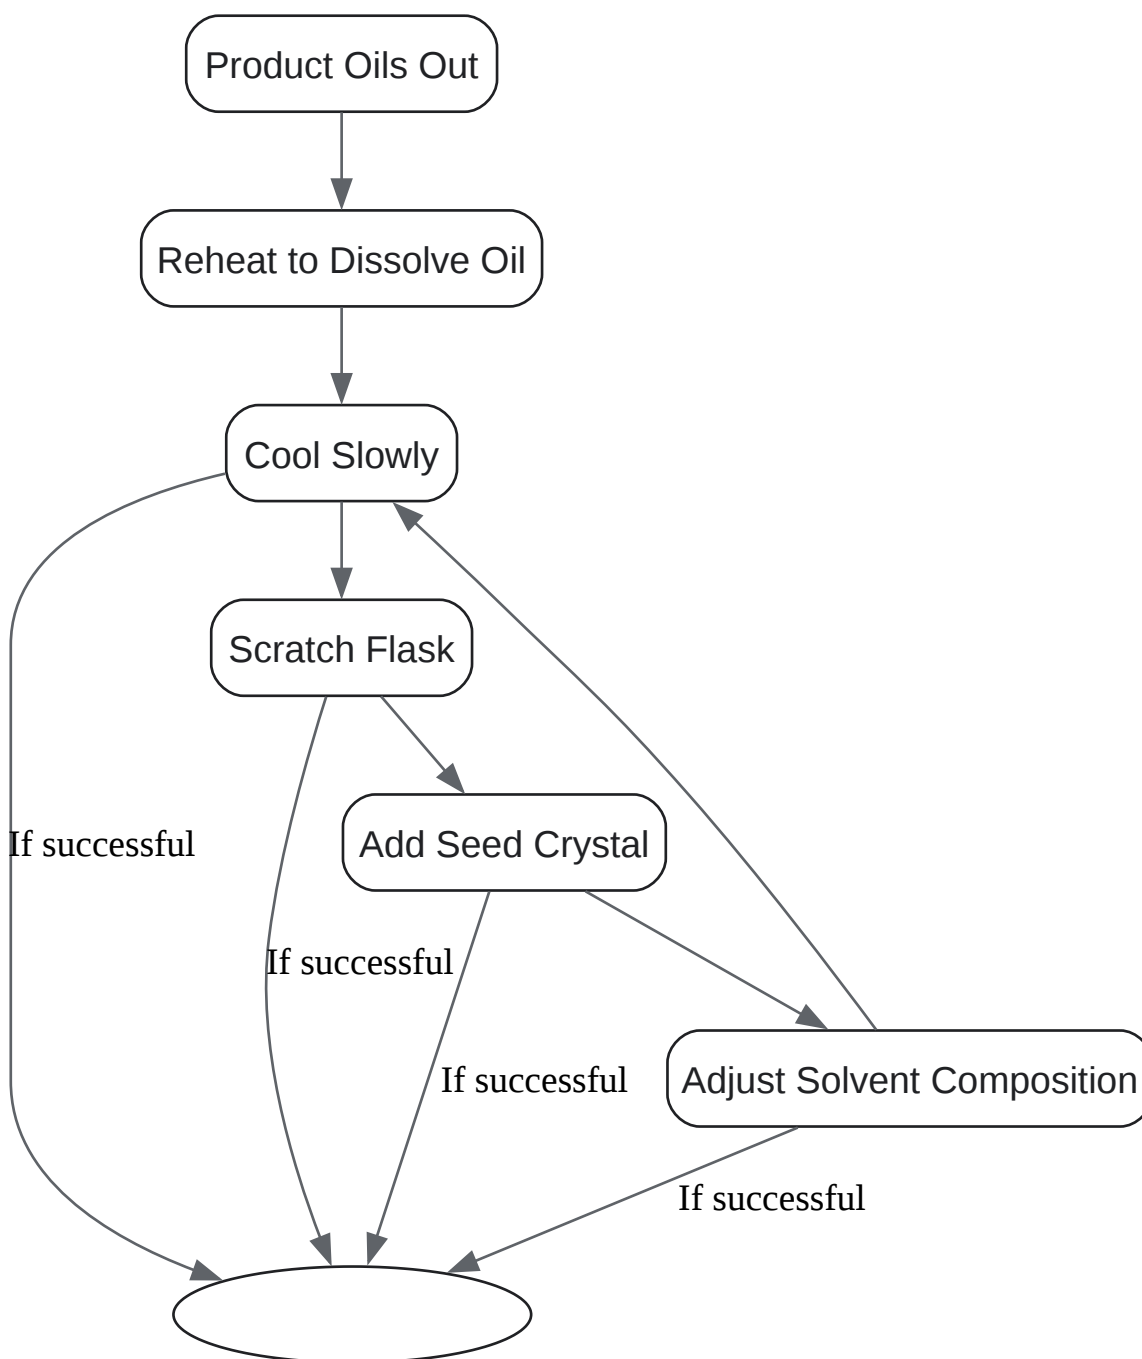 Product Oils Out
Reheat to Dissolve Oil
Cool Slowly
Scratch Flask
If successful
Add Seed Crystal
If successful
If successful
Adjust Solvent Composition
If successful